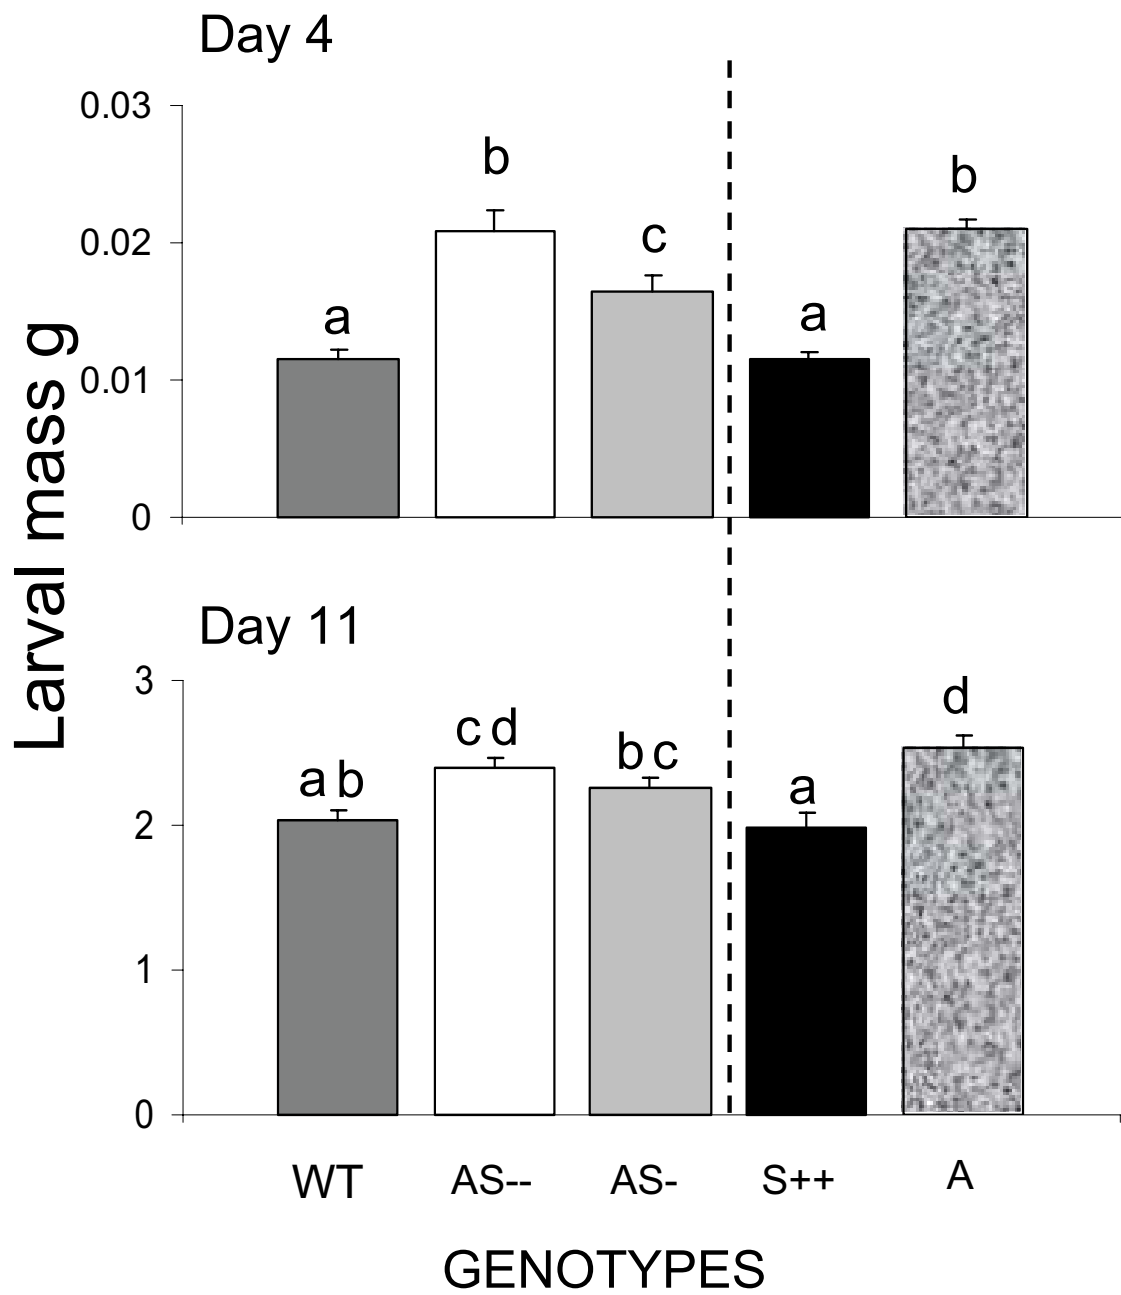 Day 4
0.03
0.02
0.01
0
b
b
c
a
a
Larval mass g
Day 11
3
2
1
0
d
c d
b c
a b
a
WT
AS--
AS-
S++
A
GENOTYPES